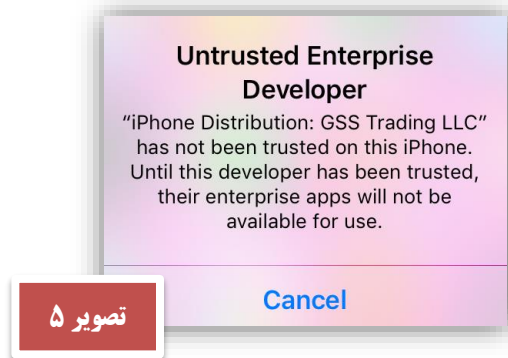 Untrusted Enterprise
Developer
“iPhone Distribution: GSS Trading LLC”
has not been trusted on this iPhone.
Until this developer has been trusted,
their enterprise apps will not be
available for use.
Cancel
تصویر ۵